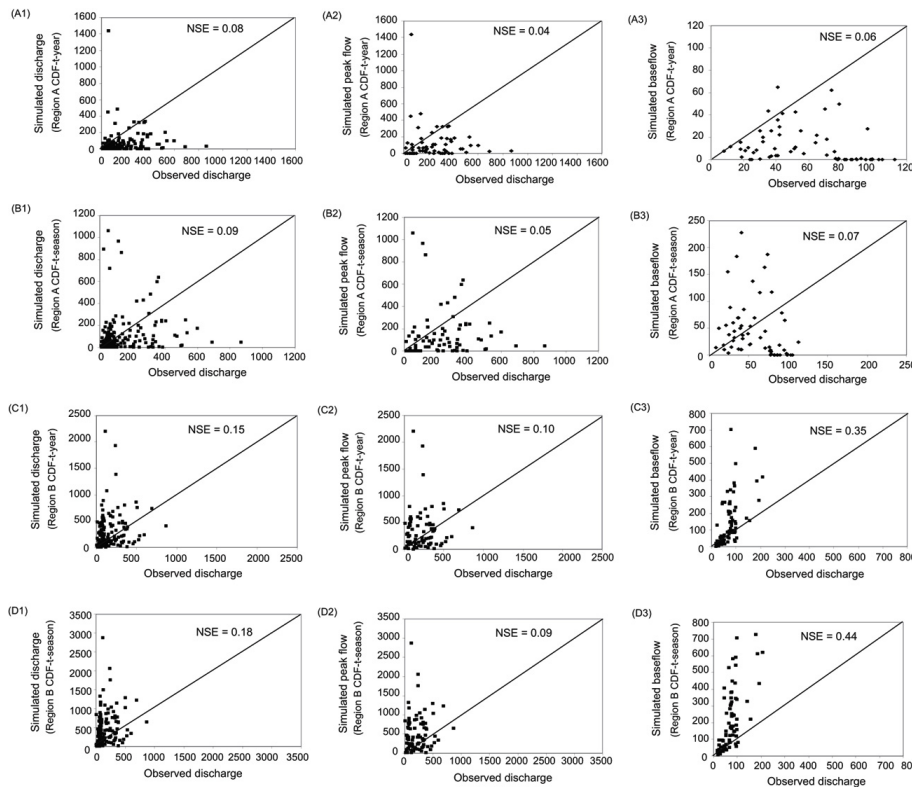 (A1)
Simulated discharge
(Region A CDF-t-year)
1600
1400
1200
1000
800
600
400
200
0
NSE = 0.08
0 200 400 600 800 1000 1200 1400 1600
Observed discharge
(A2)
Simulated peak flow
(Region A CDF-t-year)
1600
1400
1200
1000
800
600
400
200
0
NSE = 0.04
0 200 400 600 800 1000 1200 1400 1600
Observed discharge
(A3)
Simulated baseflow
(Region A CDF-t-year)
120
100
80
60
40
20
0
NSE = 0.06
0 20 40 60 80 100 120
Observed discharge
(B1)
Simulated discharge
(Region A CDF-t-season)
1200
1000
800
600
400
200
0
NSE = 0.09
0 200 400 600 800 1000 1200
Observed discharge
(B2)
Simulated peak flow
(Region A CDF-t-season)
1200
1000
800
600
400
200
0
NSE = 0.05
0 200 400 600 800 1000 1200
Observed discharge
(B3)
Simulated baseflow
(Region A CDF-t-season)
250
200
150
100
50
0
NSE = 0.07
0 50 100 150 200 250
Observed discharge
(C1)
Simulated discharge
(Region B CDF-t-year)
2500
2000
1500
1000
500
0
NSE = 0.15
0 500 1000 1500 2000 2500
Observed discharge
(C2)
Simulated peak flow
(Region B CDF-t-year)
2500
2000
1500
1000
500
0
NSE = 0.10
0 500 1000 1500 2000 2500
Observed discharge
(C3)
Simulated baseflow
(Region B CDF-t-year)
800
700
600
500
400
300
200
100
0
NSE = 0.35
0 100 200 300 400 500 600 700 800
Observed discharge
(D1)
Simulated discharge
(Region B CDF-t-season)
3500
3000
2500
2000
1500
1000
500
0
NSE = 0.18
0 500 1000 1500 2000 2500 3000 3500
Observed discharge
(D2)
Simulated peak flow
(Region B CDF-t-season)
3500
3000
2500
2000
1500
1000
500
0
NSE = 0.09
0 500 1000 1500 2000 2500 3000 3500
Observed discharge
(D3)
Simulated baseflow
(Region B CDF-t-season)
800
700
600
500
400
300
200
100
0
NSE = 0.44
0 100 200 300 400 500 600 700 800
Observed discharge